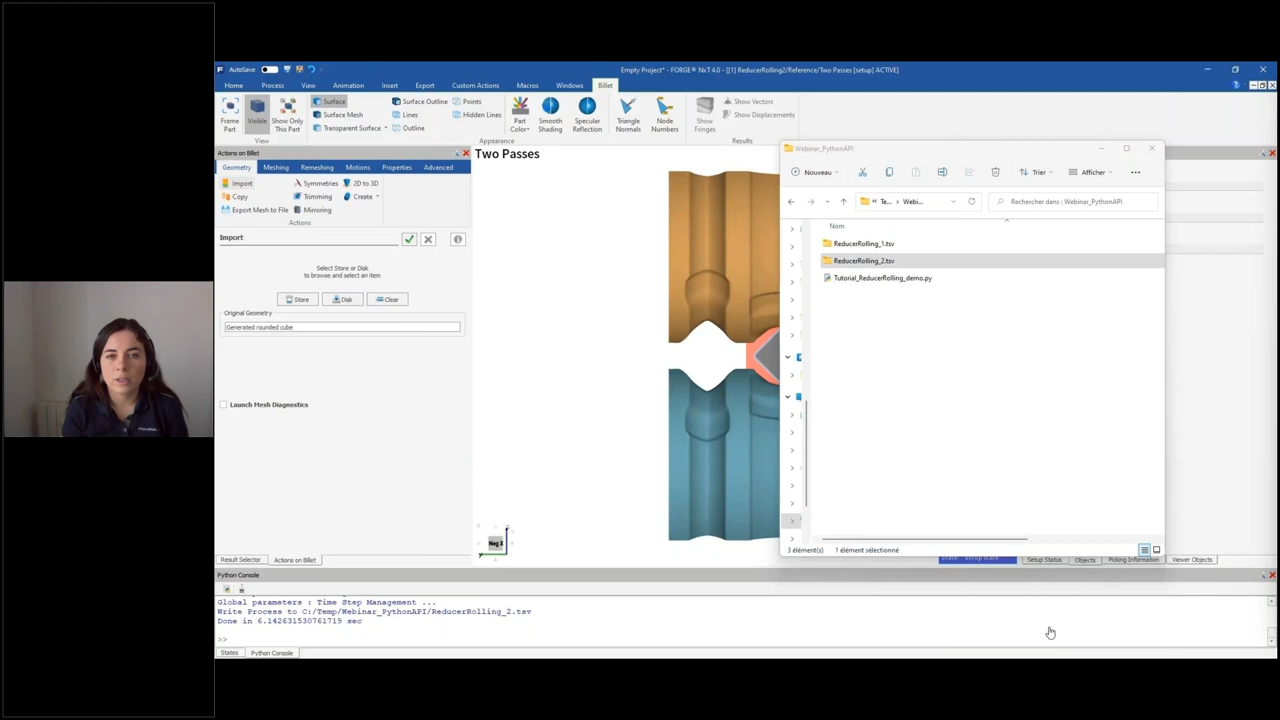 AutoSave
Empty Project* - FORGE® NxT 4.0 - [[1] ReducerRolling2/Reference/Two Passes [setup] ACTIVE]
Home Process View Animation Insert Export Custom Actions Macros Windows Billet
Frame Part
Visible
Show Only This Part
View
Surface
Surface Mesh
Transparent Surface
Surface Outline
Lines
Outline
Points
Hidden Lines
Appearance
Part Color
Smooth Shading
Specular Reflection
Triangle Normals
Node Numbers
Show Fringes
Show Vectors
Show Displacements
Results
Actions on Billet
Geometry Meshing Remeshing Motions Properties Advanced
Import Symmetries 2D to 3D
Copy Trimming Create
Export Mesh to File Mirroring
Actions
Import
Select Store or Disk
to browse and select an item
Store Disk Clear
Original Geometry
Generated rounded cube
Launch Mesh Diagnostics
Result Selector Actions on Billet
Two Passes
Neg X
Webinar_PythonAPI
Nouveau Trier Afficher
« Te... Webi...
Rechercher dans : Webinar_PythonAPI
Nom
ReducerRolling_1.tsv
ReducerRolling_2.tsv
Tutorial_ReducerRolling_demo.py
3 élément(s) 1 élément sélectionné
Setup Status Objects Picking Information Viewer Objects
Python Console
Global parameters : Time Step Management ...
Write Process to C:/Temp/Webinar_PythonAPI/ReducerRolling_2.tsv
Done in 6.142631530761719 sec
>>
States Python Console